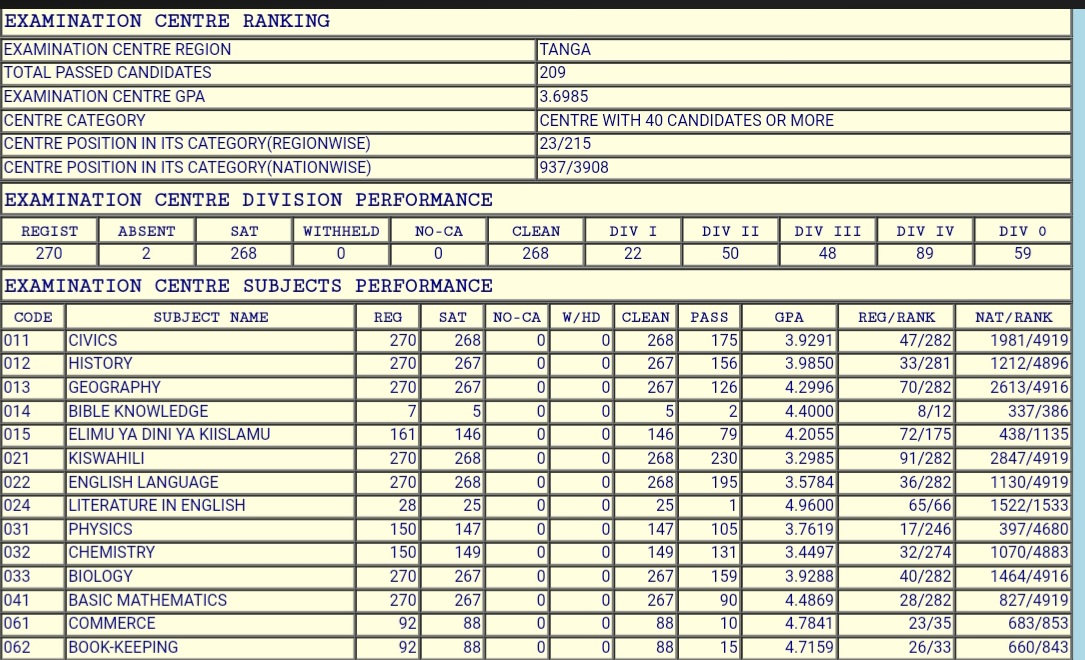 EXAMINATION CENTRE RANKING
EXAMINATION CENTRE REGION TANGA
TOTAL PASSED CANDIDATES 209
EXAMINATION CENTRE GPA 3.6985
CENTRE CATEGORY CENTRE WITH 40 CANDIDATES OR MORE
CENTRE POSITION IN ITS CATEGORY(REGIONWISE) 23/215
CENTRE POSITION IN ITS CATEGORY(NATIONWISE) 937/3908
EXAMINATION CENTRE DIVISION PERFORMANCE
REGIST ABSENT SAT WITHHELD NO-CA CLEAN DIV I DIV II DIV III DIV IV DIV 0
270 2 268 0 0 268 22 50 48 89 59
EXAMINATION CENTRE SUBJECTS PERFORMANCE
CODE SUBJECT NAME REG SAT NO-CA W/HD CLEAN PASS GPA REG/RANK NAT/RANK
011 CIVICS 270 268 0 0 268 175 3.9291 47/282 1981/4919
012 HISTORY 270 267 0 0 267 156 3.9850 33/281 1212/4896
013 GEOGRAPHY 270 267 0 0 267 126 4.2996 70/282 2613/4916
014 BIBLE KNOWLEDGE 7 5 0 0 5 2 4.4000 8/12 337/386
015 ELIMU YA DINI YA KIISLAMU 161 146 0 0 146 79 4.2055 72/175 438/1135
021 KISWAHILI 270 268 0 0 268 230 3.2985 91/282 2847/4919
022 ENGLISH LANGUAGE 270 268 0 0 268 195 3.5784 36/282 1130/4919
024 LITERATURE IN ENGLISH 28 25 0 0 25 1 4.9600 65/66 1522/1533
031 PHYSICS 150 147 0 0 147 105 3.7619 17/246 397/4680
032 CHEMISTRY 150 149 0 0 149 131 3.4497 32/274 1070/4883
033 BIOLOGY 270 267 0 0 267 159 3.9288 40/282 1464/4916
041 BASIC MATHEMATICS 270 267 0 0 267 90 4.4869 28/282 827/4919
061 COMMERCE 92 88 0 0 88 10 4.7841 23/35 683/853
062 BOOK-KEEPING 92 88 0 0 88 15 4.7159 26/33 660/843